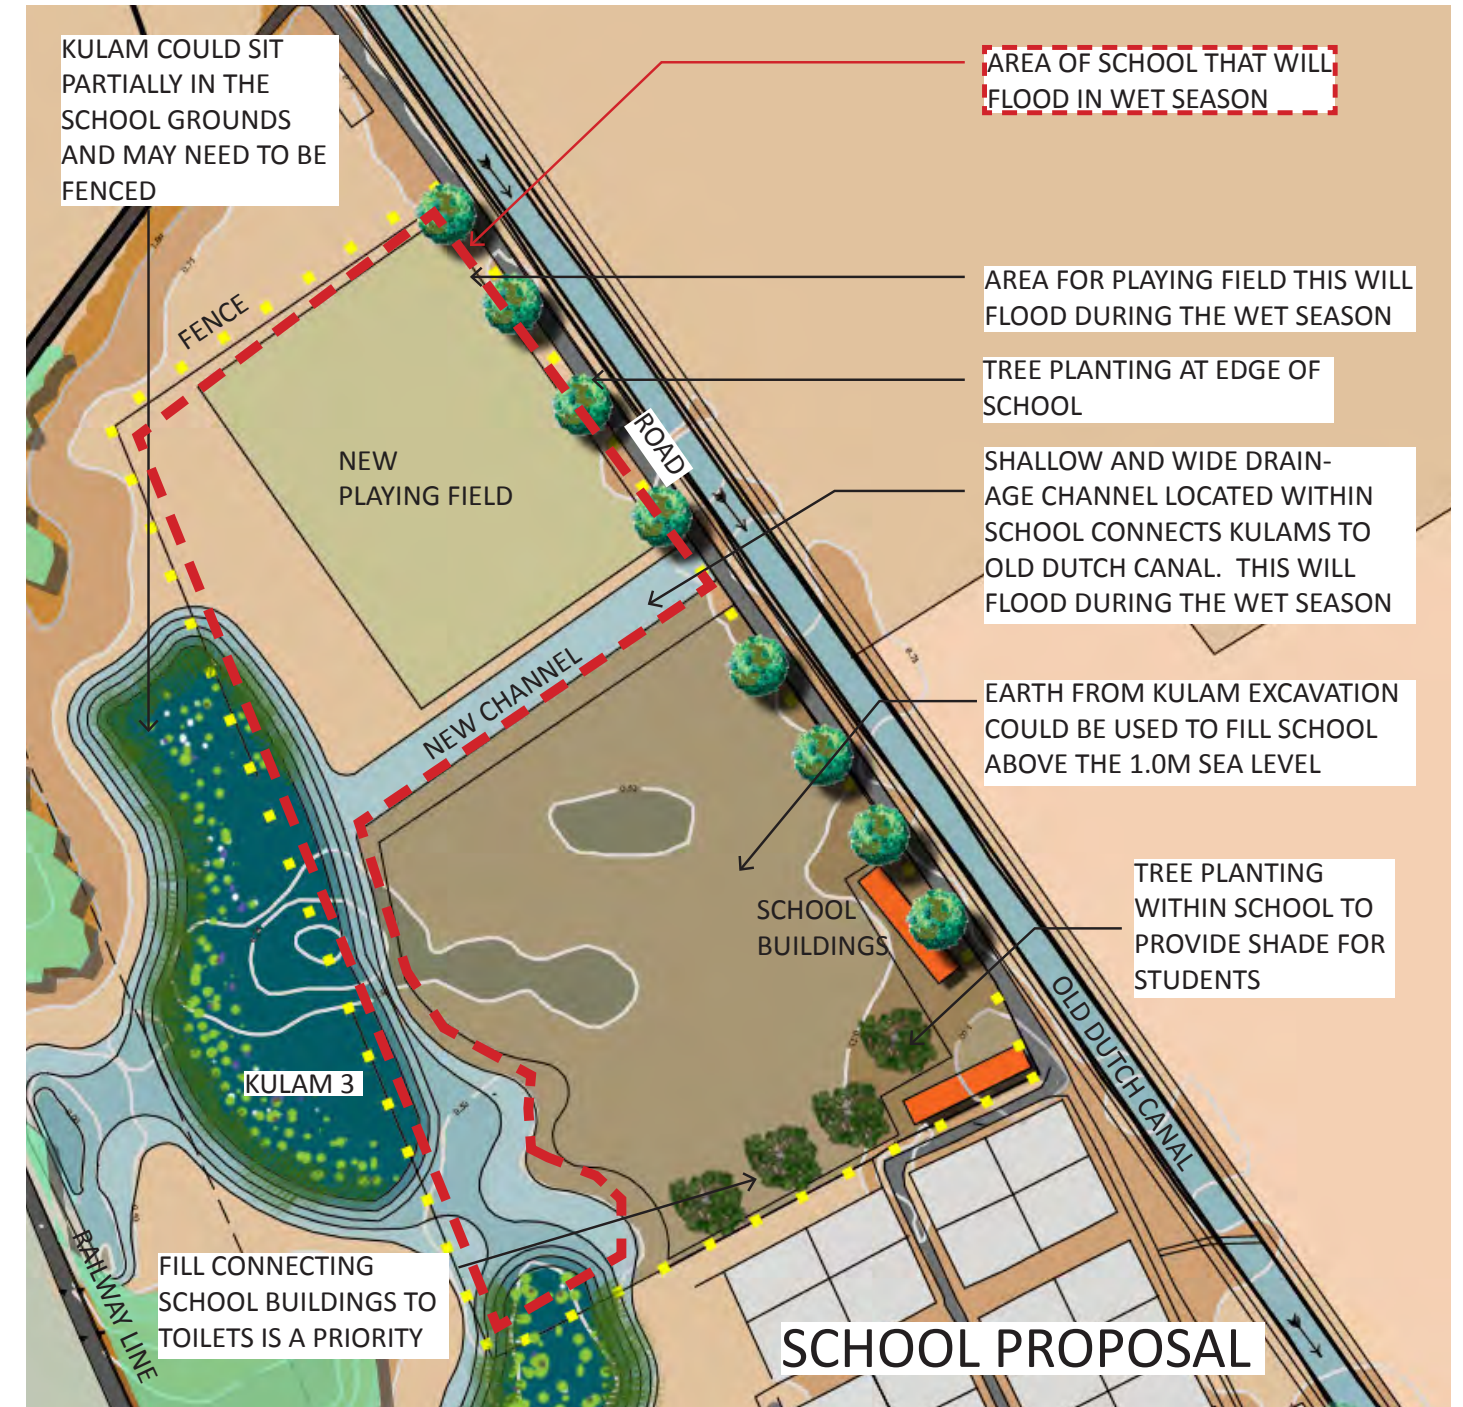 KULAM COULD SIT
PARTIALLY IN THE
SCHOOL GROUNDS
AND MAY NEED TO BE
FENCED
AREA OF SCHOOL THAT WILL
FLOOD IN WET SEASON
AREA FOR PLAYING FIELD THIS WILL
FLOOD DURING THE WET SEASON
TREE PLANTING AT EDGE OF
SCHOOL
SHALLOW AND WIDE DRAIN-
AGE CHANNEL LOCATED WITHIN
SCHOOL CONNECTS KULAMS TO
OLD DUTCH CANAL.  THIS WILL
FLOOD DURING THE WET SEASON
EARTH FROM KULAM EXCAVATION
COULD BE USED TO FILL SCHOOL
ABOVE THE 1.0M SEA LEVEL
TREE PLANTING
WITHIN SCHOOL TO
PROVIDE SHADE FOR
STUDENTS
FENCE
NEW
PLAYING FIELD
ROAD
NEW CHANNEL
SCHOOL
BUILDINGS
OLD DUTCH CANAL
KULAM 3
RAILWAY LINE
FILL CONNECTING
SCHOOL BUILDINGS TO
TOILETS IS A PRIORITY
SCHOOL PROPOSAL